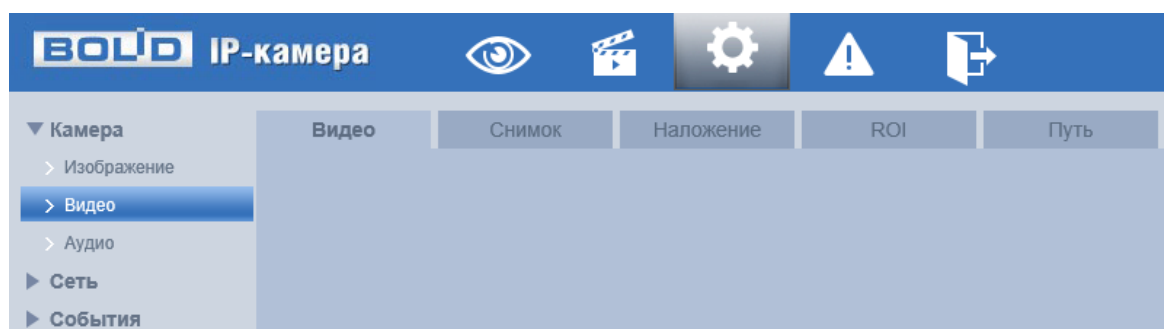 BOLID IP-камера
Камера
Видео Снимок Наложение ROI Путь
Изображение
Видео
Аудио
Сеть
События